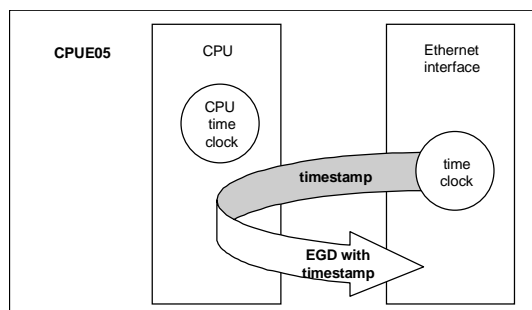 CPUE05
CPU
Ethernet
interface
CPU
time
clock
timestamp
time
clock
EGD with
timestamp